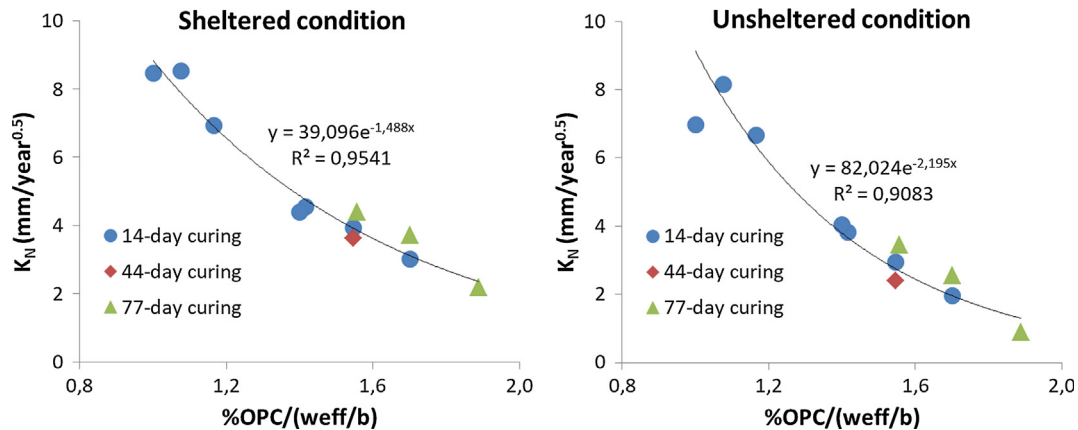 Sheltered condition
K_N (mm/year^0.5)
10
8
6
4
2
0
y = 39,096e^-1,488x
R² = 0,9541
14-day curing
44-day curing
77-day curing
0,8
1,2
1,6
2,0
%OPC/(weff/b)
Unsheltered condition
K_N (mm/year^0.5)
10
8
6
4
2
0
y = 82,024e^-2,195x
R² = 0,9083
14-day curing
44-day curing
77-day curing
0,8
1,2
1,6
2,0
%OPC/(weff/b)